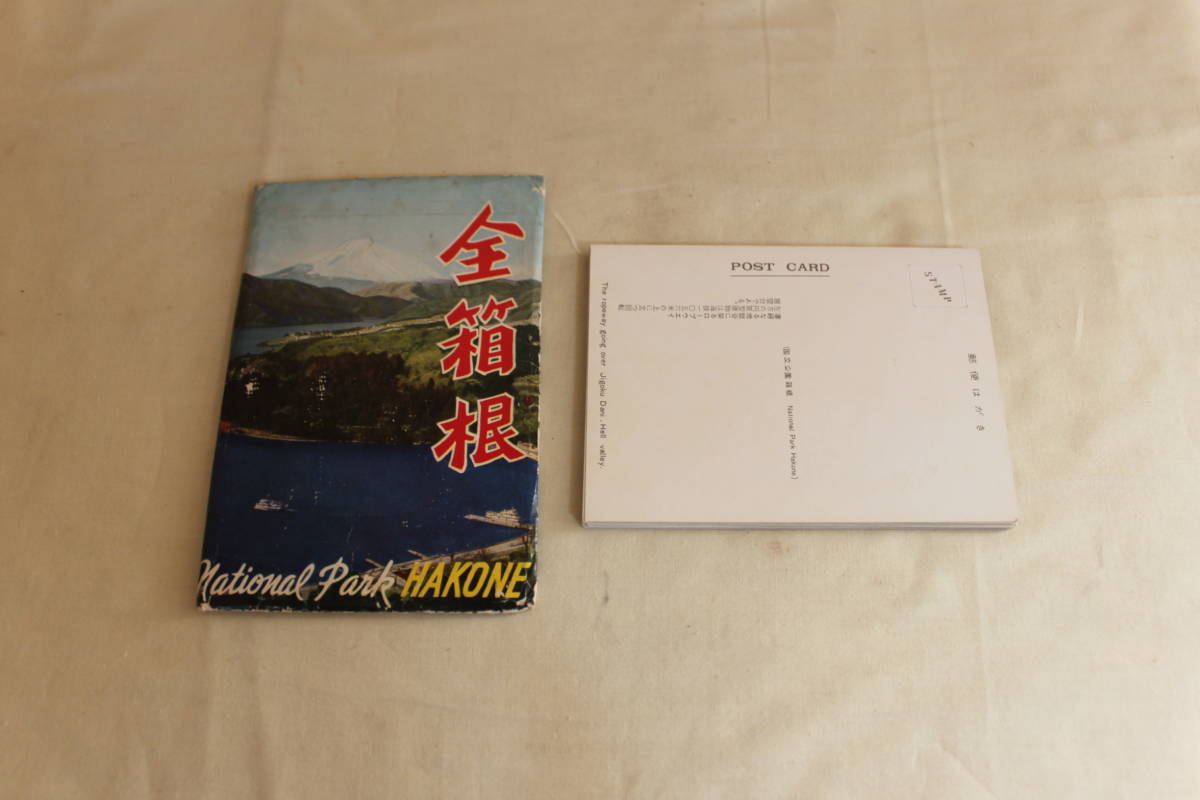 全箱根
National Park HAKONE
POST CARD
STAMP
郵便はがき
(国立公園箱根 National Park Hakone)
The ropeway going over Jigoku Dani. Hell valley.